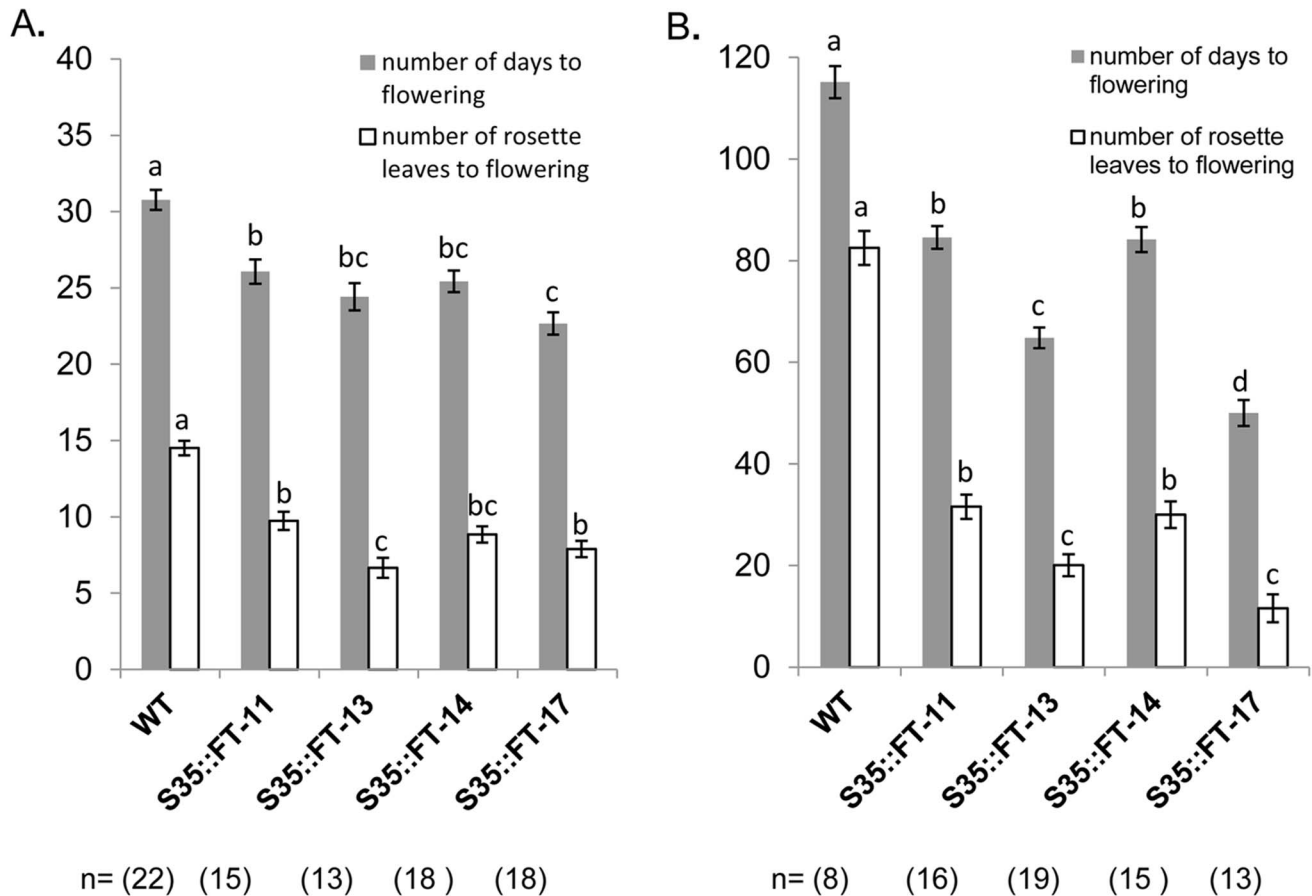 A.
40
35
30
25
20
15
10
5
0
number of days to
flowering
number of rosette
leaves to flowering
a
a
b
b
bc
c
bc
bc
c
b
WT
S35::FT-11
S35::FT-13
S35::FT-14
S35::FT-17
n= (22) (15) (13) (18 ) (18)
B.
120
100
80
60
40
20
0
number of days to
flowering
number of rosette
leaves to flowering
a
a
b
b
c
c
b
b
d
c
WT
S35::FT-11
S35::FT-13
S35::FT-14
S35::FT-17
n= (8) (16) (19) (15) (13)